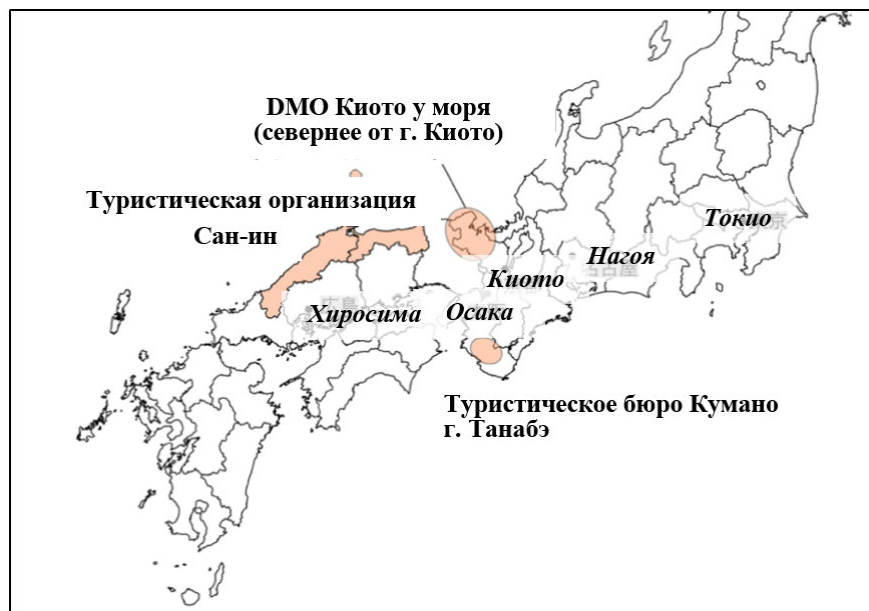 DMO Киото у моря
(севернее от г. Киото)
Туристическая организация
Сан-ин
Токио
Нагоя
Киото
Хиросима
Осака
Туристическое бюро Кумано
г. Танабэ